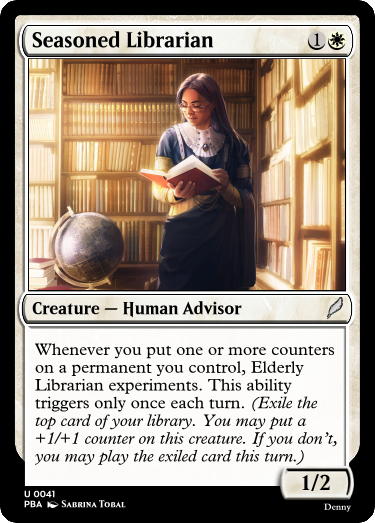 Seasoned Librarian 1
Creature — Human Advisor
Whenever you put one or more counters
on a permanent you control, Elderly
Librarian experiments. This ability
triggers only once each turn. (Exile the
top card of your library. You may put a
+1/+1 counter on this creature. If you don't,
you may play the exiled card this turn.)
1/2
U 0041
PBA SABRINA TOBAL
Denny